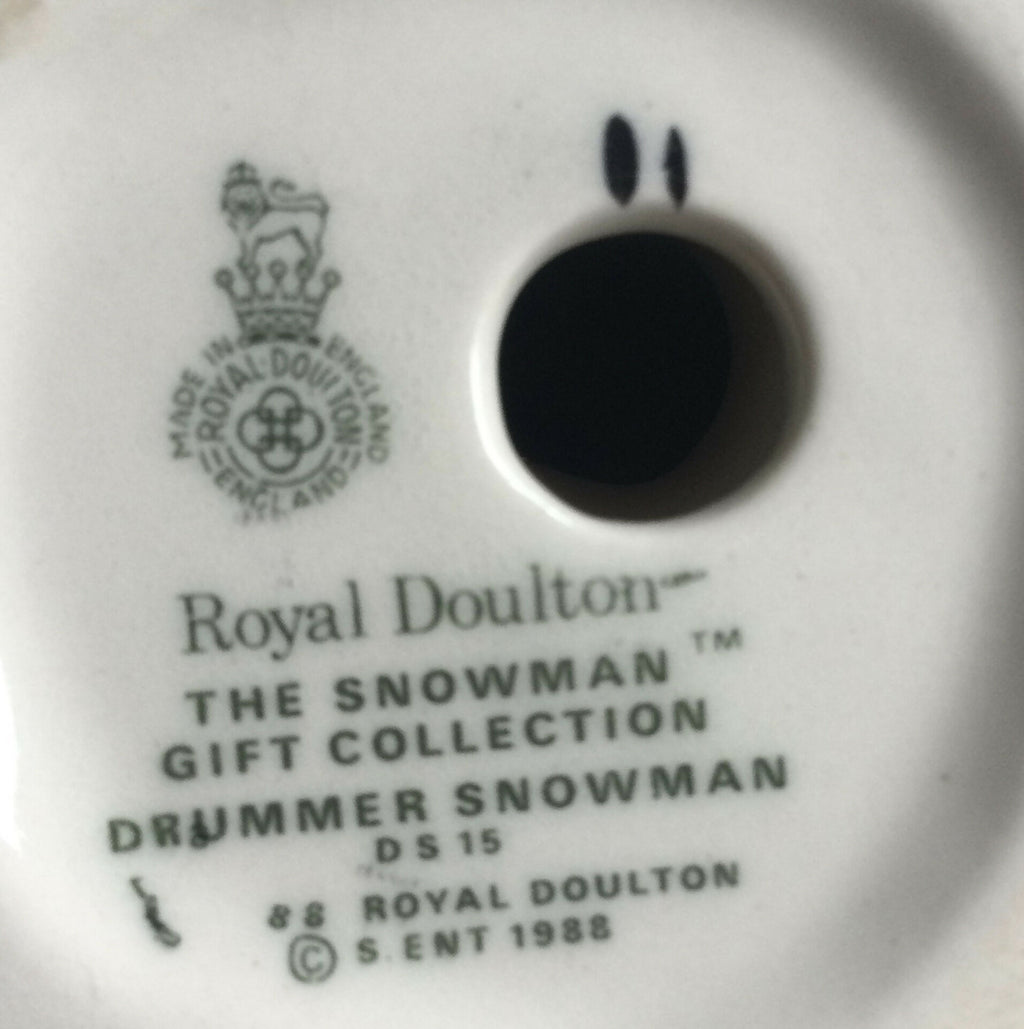 MADE IN ENGLAND
ROYAL·DOULTON
ENGLAND
Royal Doulton
THE SNOWMAN ™
GIFT COLLECTION
DRUMMER SNOWMAN
DS 15
88 ROYAL DOULTON
© S. ENT 1988